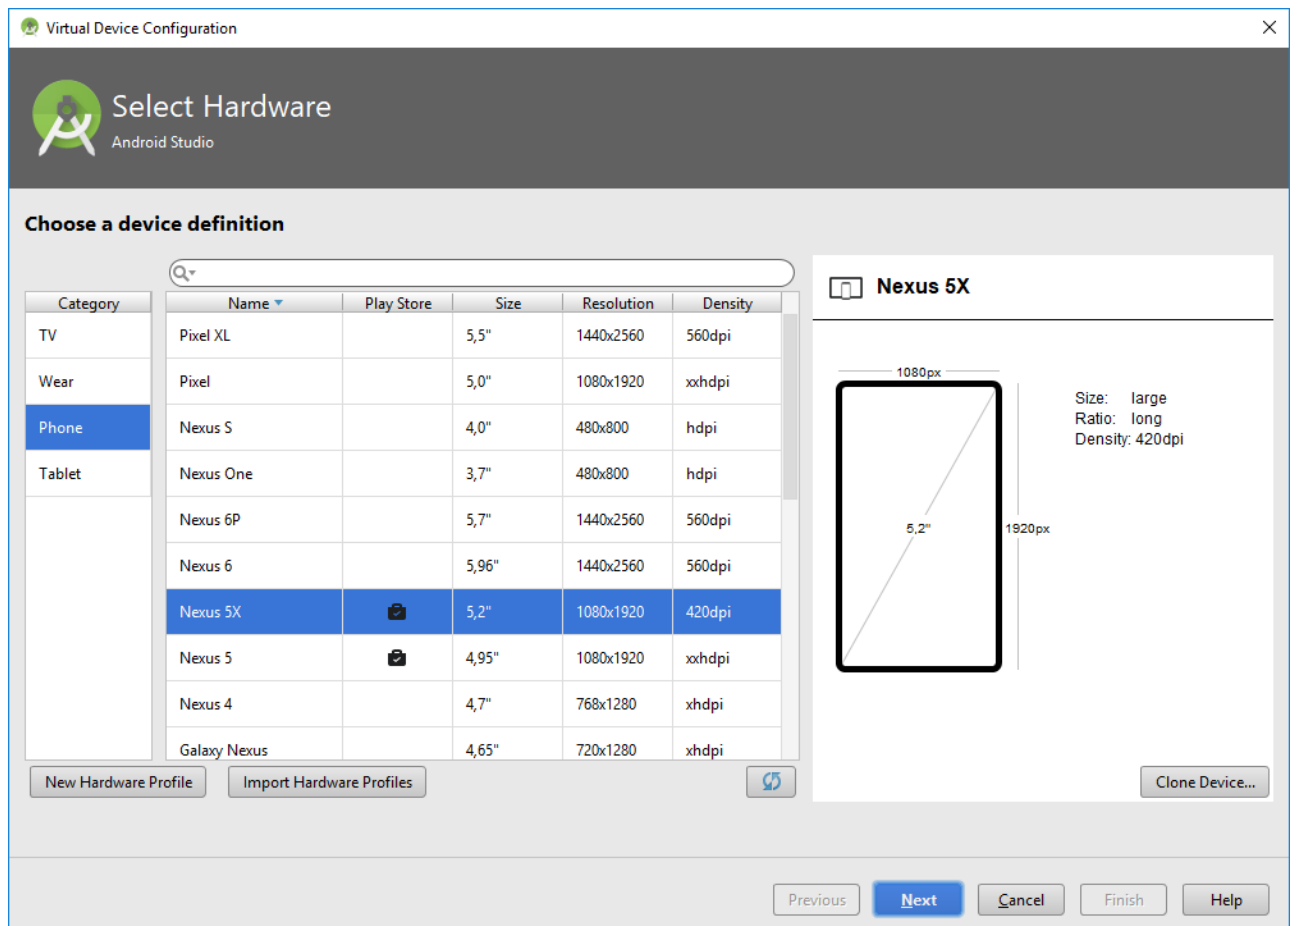 Virtual Device Configuration
Select Hardware
Android Studio
Choose a device definition
Category
TV
Wear
Phone
Tablet
Name Play Store Size Resolution Density
Pixel XL 5,5" 1440x2560 560dpi
Pixel 5,0" 1080x1920 xxhdpi
Nexus S 4,0" 480x800 hdpi
Nexus One 3,7" 480x800 hdpi
Nexus 6P 5,7" 1440x2560 560dpi
Nexus 6 5,96" 1440x2560 560dpi
Nexus 5X 5,2" 1080x1920 420dpi
Nexus 5 4,95" 1080x1920 xxhdpi
Nexus 4 4,7" 768x1280 xhdpi
Galaxy Nexus 4,65" 720x1280 xhdpi
New Hardware Profile Import Hardware Profiles
Nexus 5X
1080px
5,2"
1920px
Size: large
Ratio: long
Density: 420dpi
Clone Device...
Previous Next Cancel Finish Help